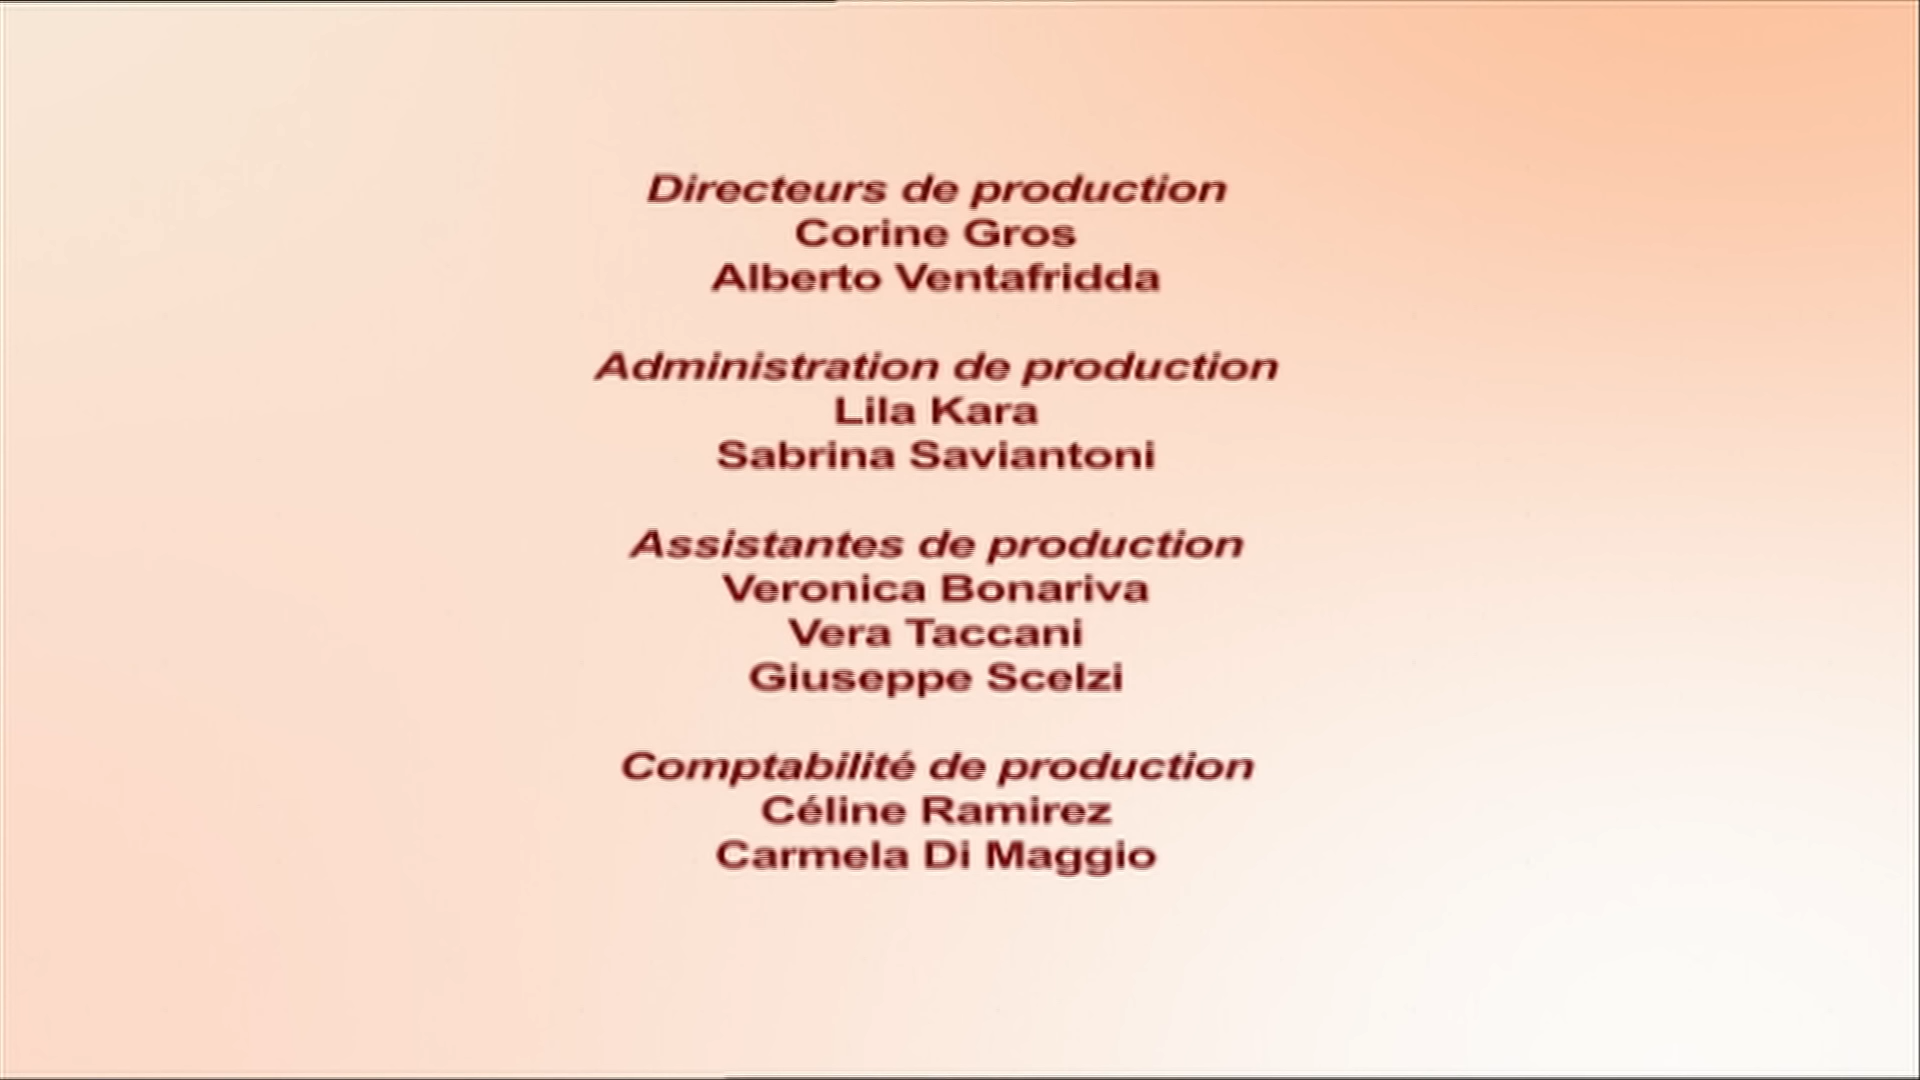 Directeurs de production
Corine Gros
Alberto Ventafridda
Administration de production
Lila Kara
Sabrina Saviantoni
Assistantes de production
Veronica Bonariva
Vera Taccani
Giuseppe Scelzi
Comptabilité de production
Céline Ramirez
Carmela Di Maggio